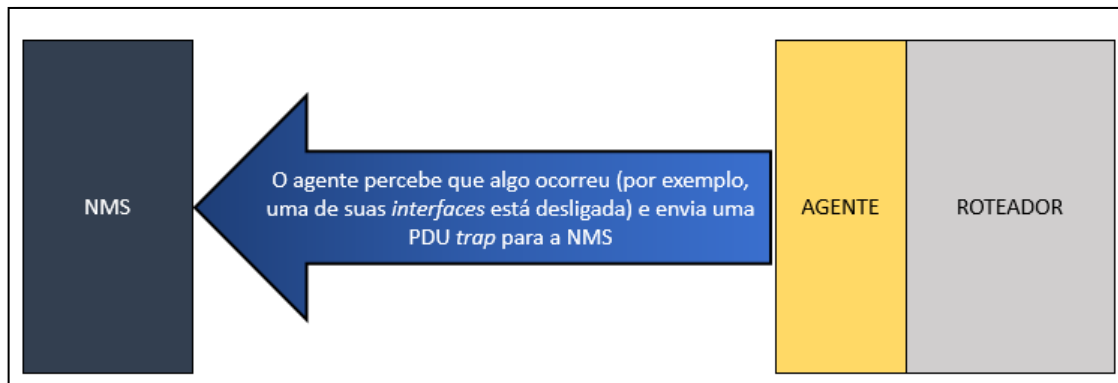 NMS
O agente percebe que algo ocorreu (por exemplo,
uma de suas interfaces está desligada) e envia uma
PDU trap para a NMS
AGENTE
ROTEADOR